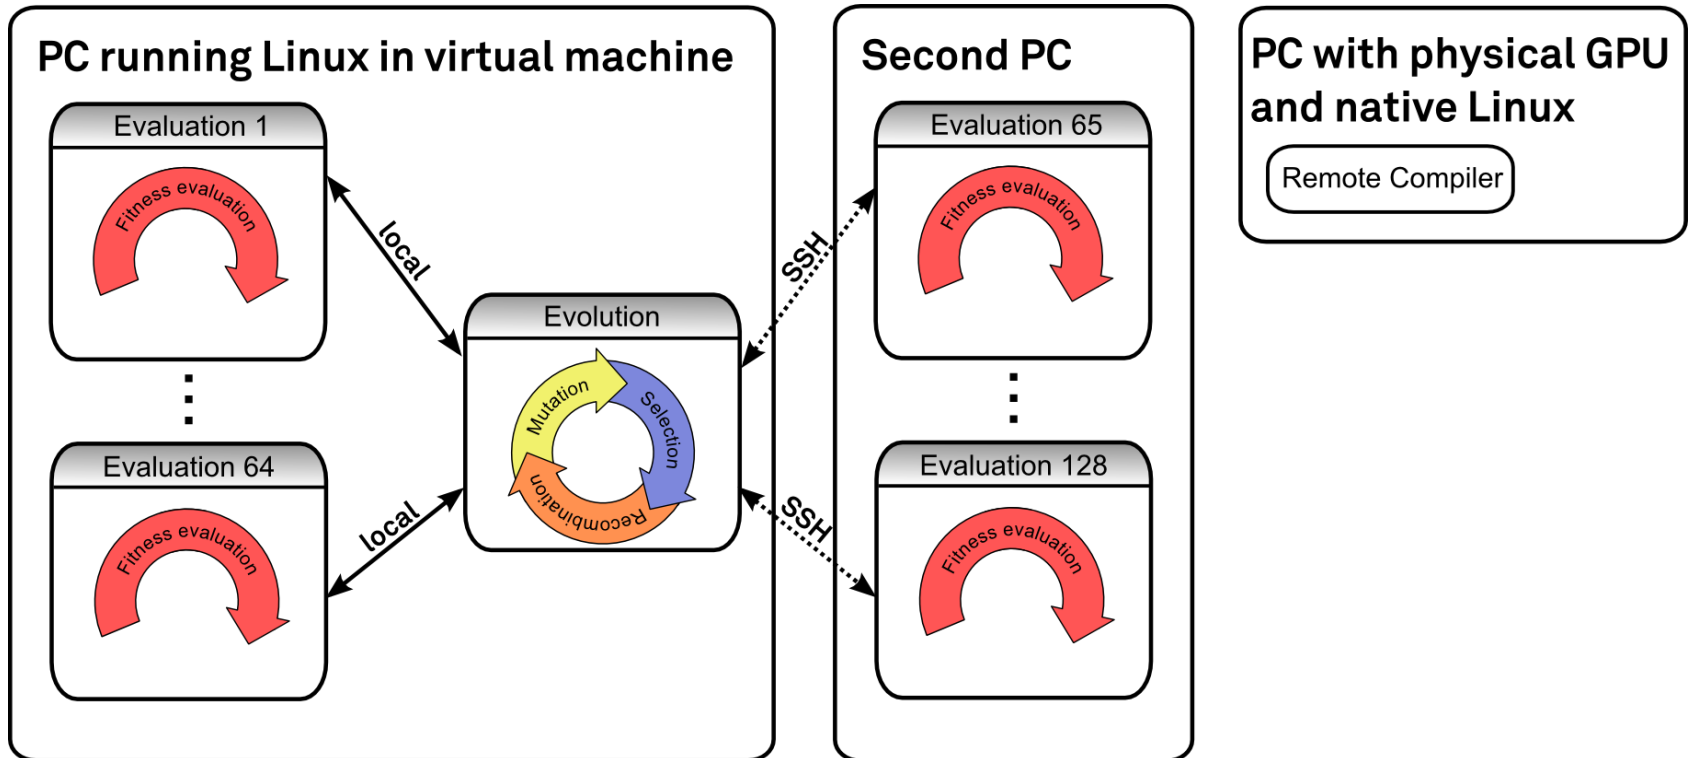 PC running Linux in virtual machine
Evaluation 1
Fitness evaluation
local
Evolution
Mutation
Selection
Recombination
Evaluation 64
Fitness evaluation
local
SSH
SSH
Second PC
Evaluation 65
Fitness evaluation
Evaluation 128
Fitness evaluation
PC with physical GPU
and native Linux
Remote Compiler